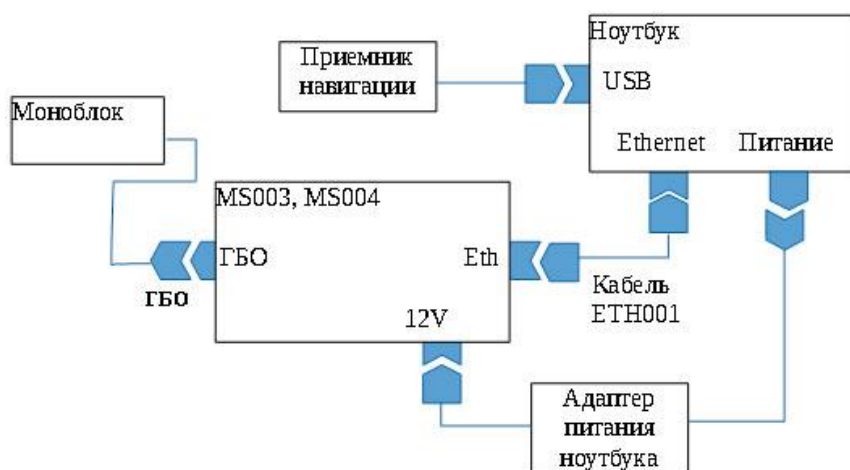 Ноутбук
Приемник
навигации
USB
Моноблок
Ethernet
Питание
MS003, MS004
ГБО
Eth
ГБО
Кабель
ETH001
12V
Адаптер
питания
ноутбука